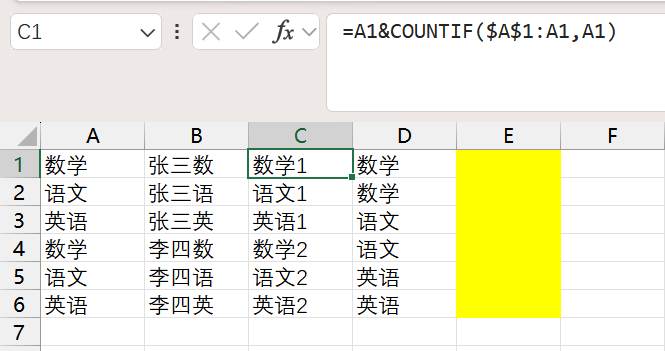 C1 fx =A1&COUNTIF($A$1:A1,A1)
A B C D E F
1 数学 张三数 数学1 数学
2 语文 张三语 语文1 数学
3 英语 张三英 英语1 语文
4 数学 李四数 数学2 语文
5 语文 李四语 语文2 英语
6 英语 李四英 英语2 英语
7